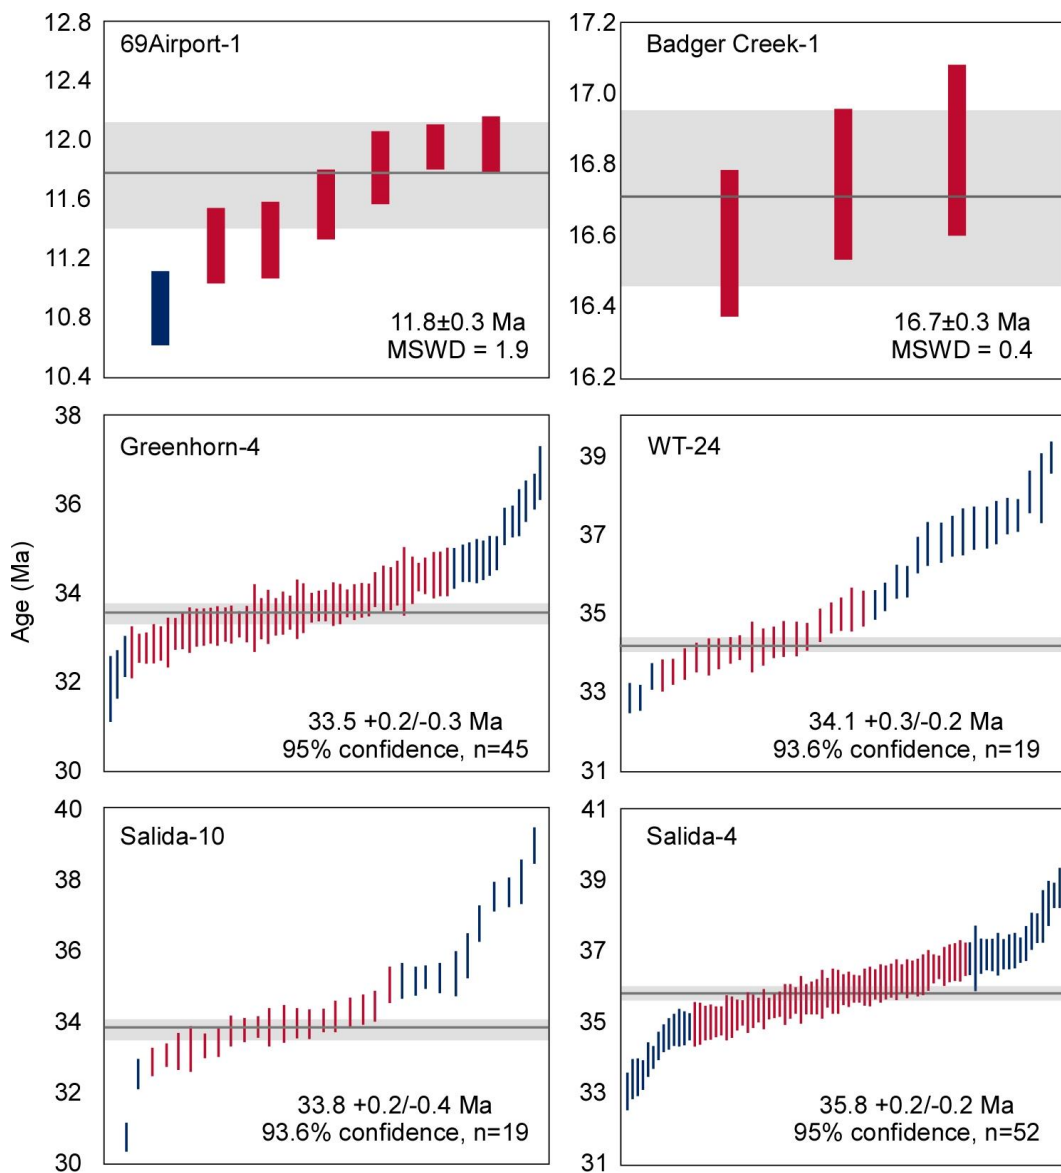 Age (Ma)
69Airport-1
12.8
12.4
12.0
11.6
11.2
10.8
10.4
11.8±0.3 Ma
MSWD = 1.9
Badger Creek-1
17.2
17.0
16.8
16.6
16.4
16.2
16.7±0.3 Ma
MSWD = 0.4
Greenhorn-4
38
36
34
32
30
33.5 +0.2/-0.3 Ma
95% confidence, n=45
WT-24
39
37
35
33
31
34.1 +0.3/-0.2 Ma
93.6% confidence, n=19
Salida-10
40
38
36
34
32
30
33.8 +0.2/-0.4 Ma
93.6% confidence, n=19
Salida-4
41
39
37
35
33
31
35.8 +0.2/-0.2 Ma
95% confidence, n=52